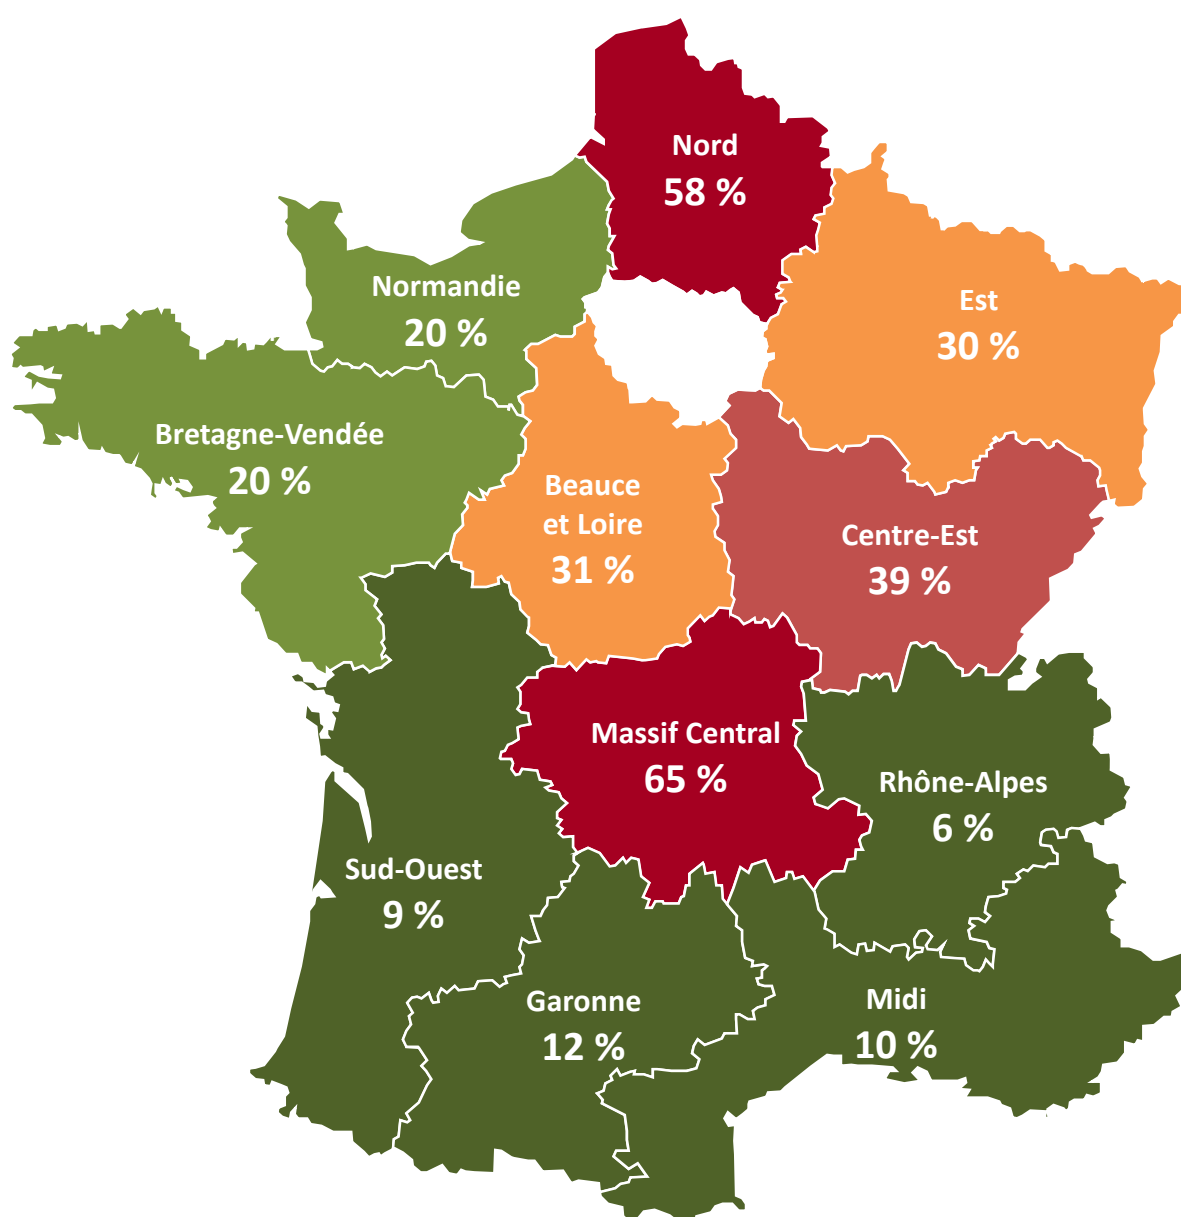 Nord
58 %
Normandie
20 %
Est
30 %
Bretagne-Vendée
20 %
Beauce
et Loire
31 %
Centre-Est
39 %
Massif Central
65 %
Rhône-Alpes
6 %
Sud-Ouest
9 %
Garonne
12 %
Midi
10 %